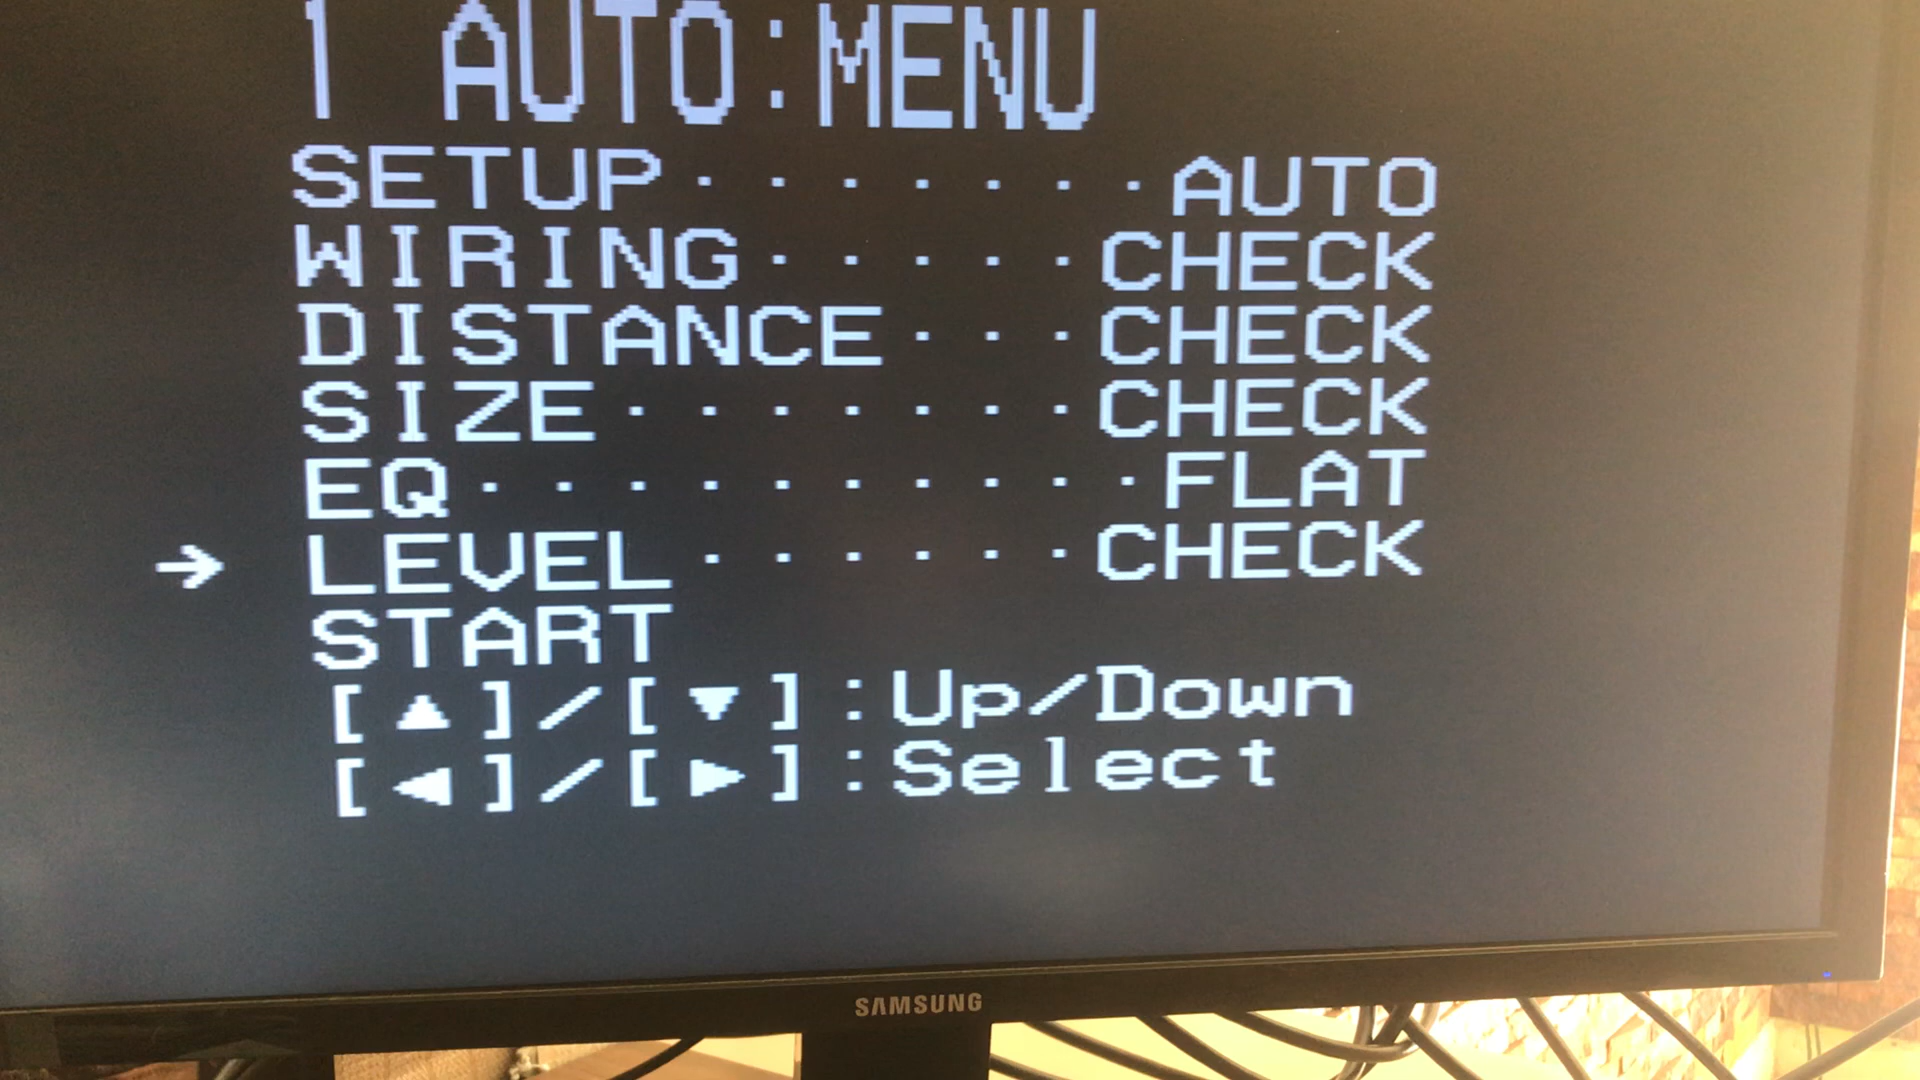 1 AUTO:MENU
SETUP·······AUTO
WIRING·····CHECK
DISTANCE···CHECK
SIZE·······CHECK
EQ··········FLAT
→ LEVEL······CHECK
START
[▲]/[▼]:Up/Down
[◀]/[▶]:Select
SAMSUNG